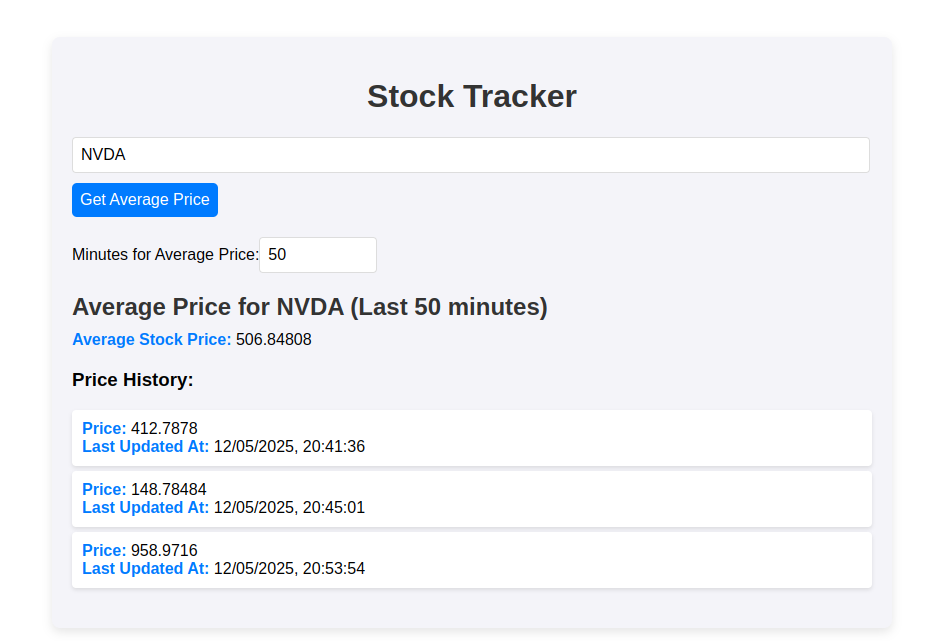 Stock Tracker
NVDA
Get Average Price
Minutes for Average Price: 50
Average Price for NVDA (Last 50 minutes)
Average Stock Price: 506.84808
Price History:
Price: 412.7878
Last Updated At: 12/05/2025, 20:41:36
Price: 148.78484
Last Updated At: 12/05/2025, 20:45:01
Price: 958.9716
Last Updated At: 12/05/2025, 20:53:54